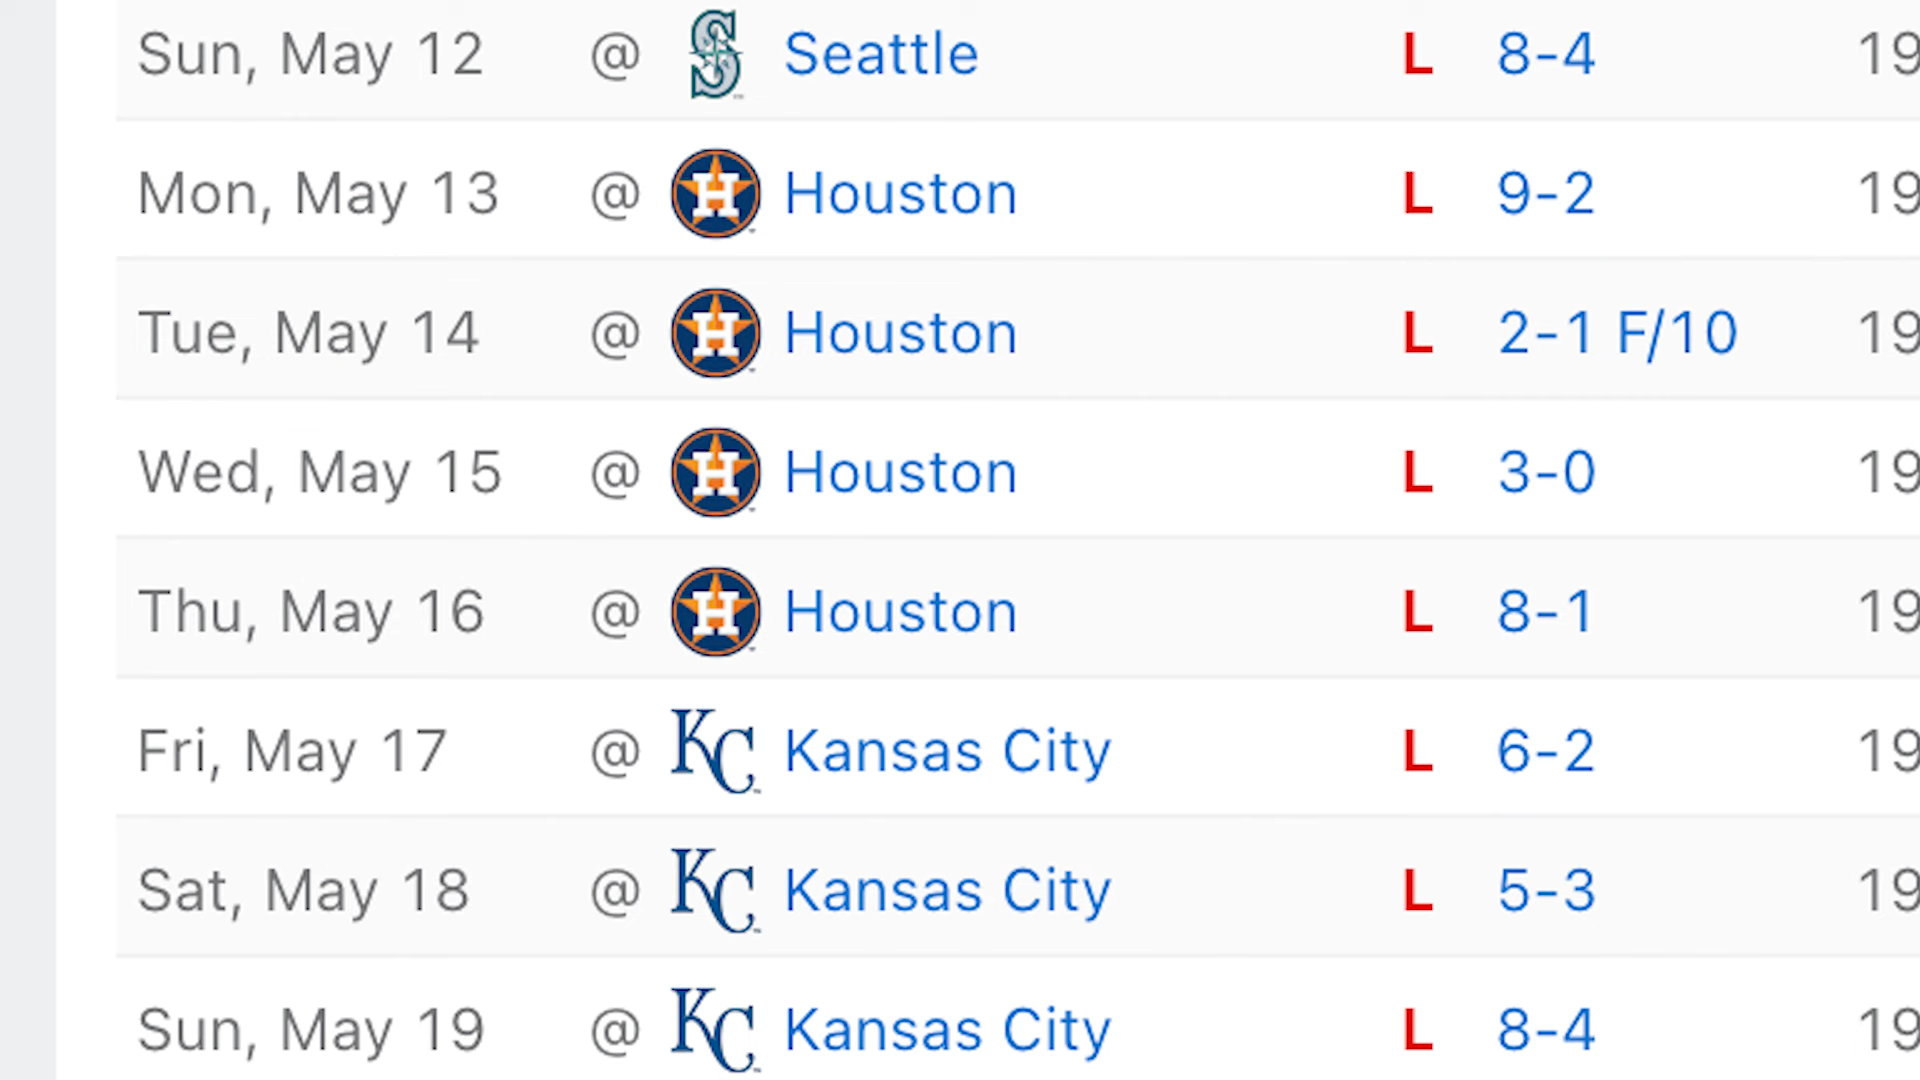 Sun, May 12 @ Seattle L 8-4 19
Mon, May 13 @ Houston L 9-2 19
Tue, May 14 @ Houston L 2-1 F/10 19
Wed, May 15 @ Houston L 3-0 19
Thu, May 16 @ Houston L 8-1 19
Fri, May 17 @ KC Kansas City L 6-2 19
Sat, May 18 @ KC Kansas City L 5-3 19
Sun, May 19 @ KC Kansas City L 8-4 19